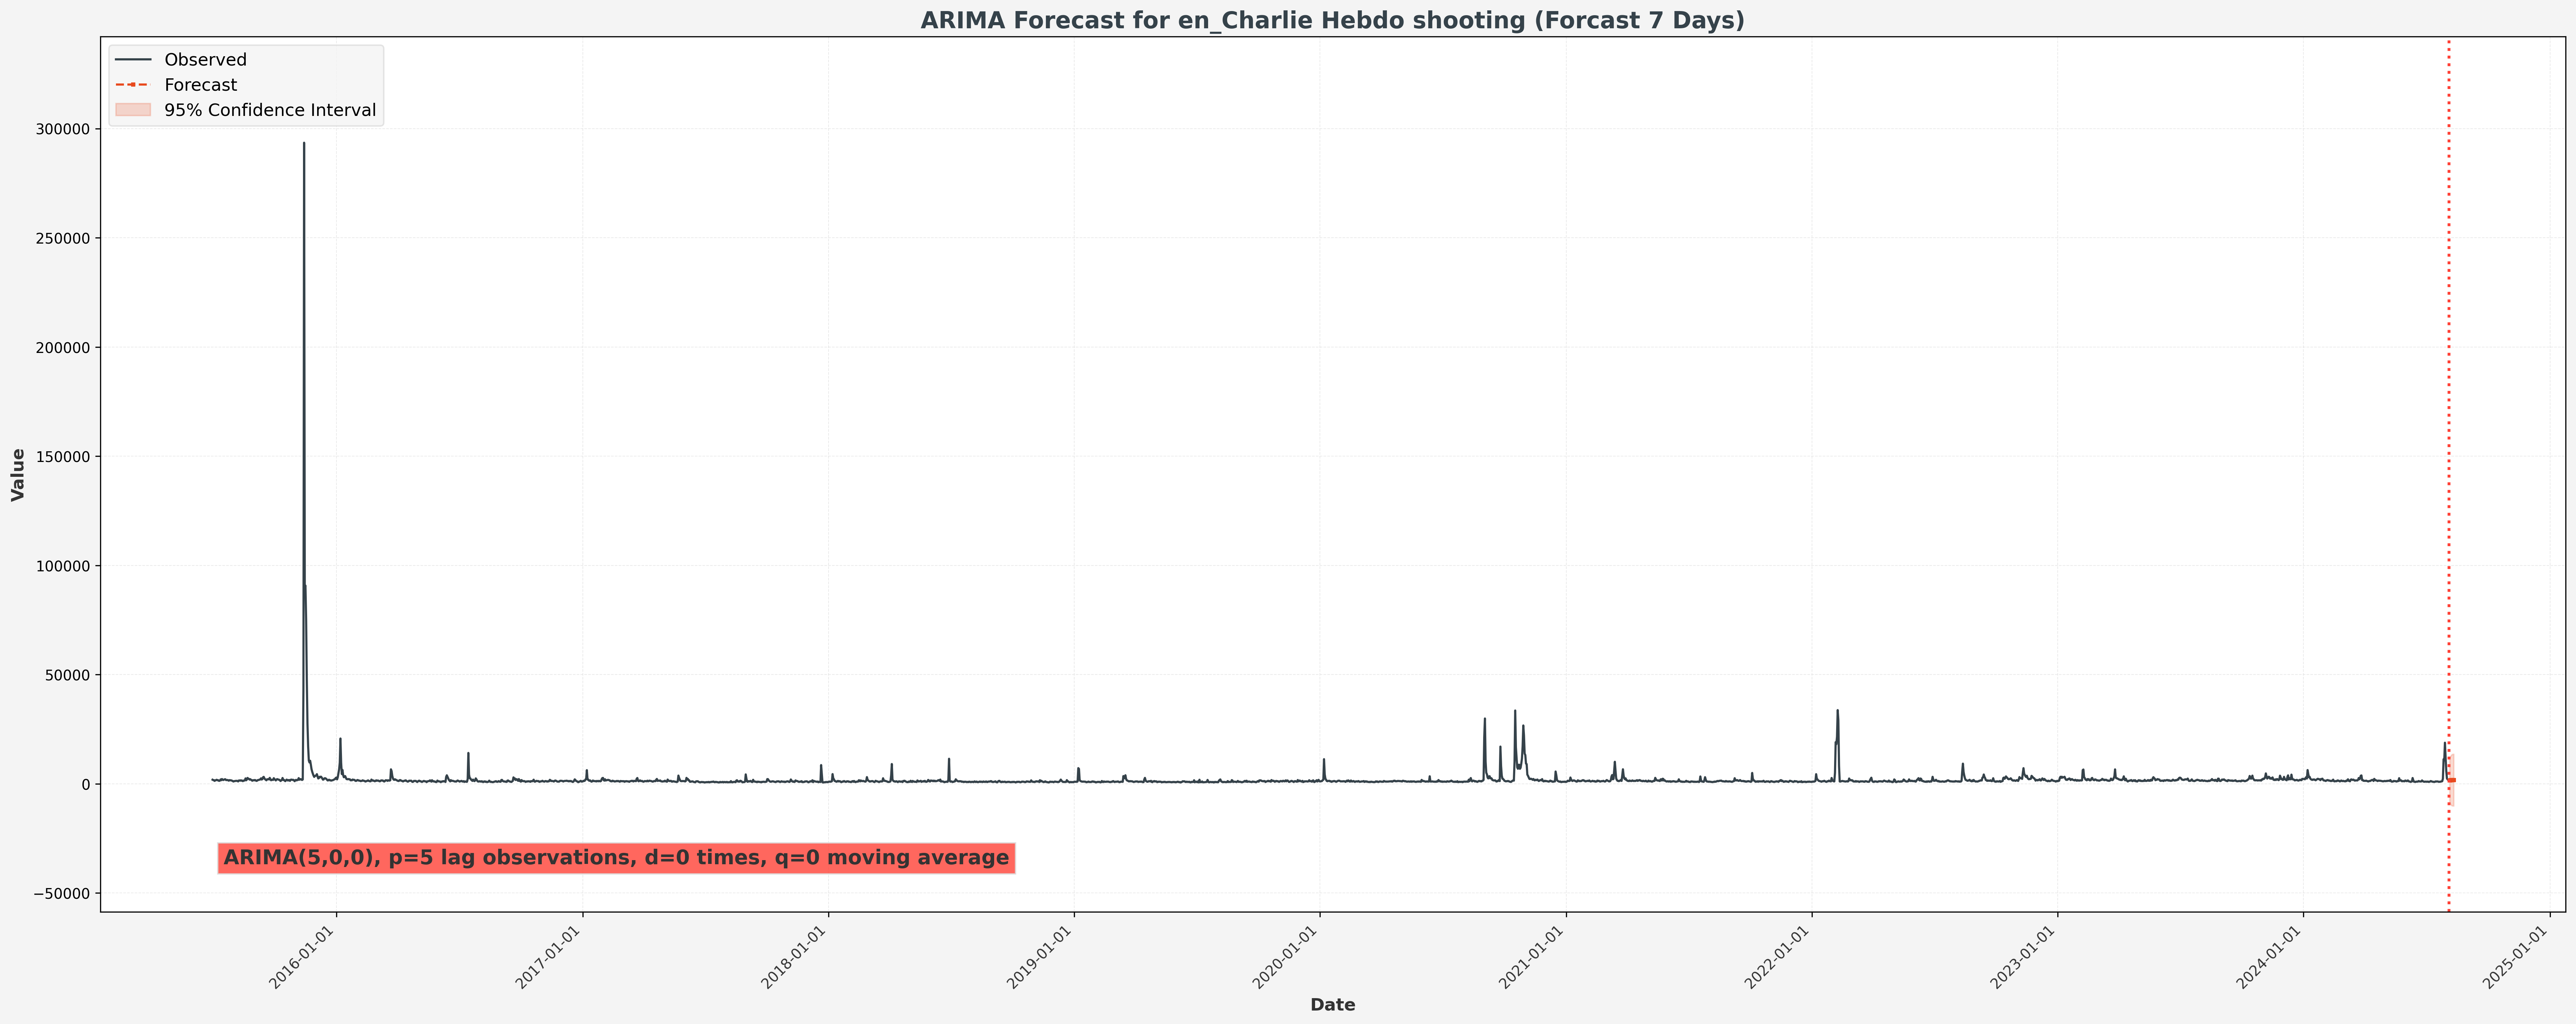 ARIMA Forecast for en_Charlie Hebdo shooting (Forcast 7 Days)
Observed
Forecast
95% Confidence Interval
300000
250000
200000
150000
100000
50000
0
−50000
Value
ARIMA(5,0,0), p=5 lag observations, d=0 times, q=0 moving average
2016-01-01
2017-01-01
2018-01-01
2019-01-01
2020-01-01
2021-01-01
2022-01-01
2023-01-01
2024-01-01
2025-01-01
Date